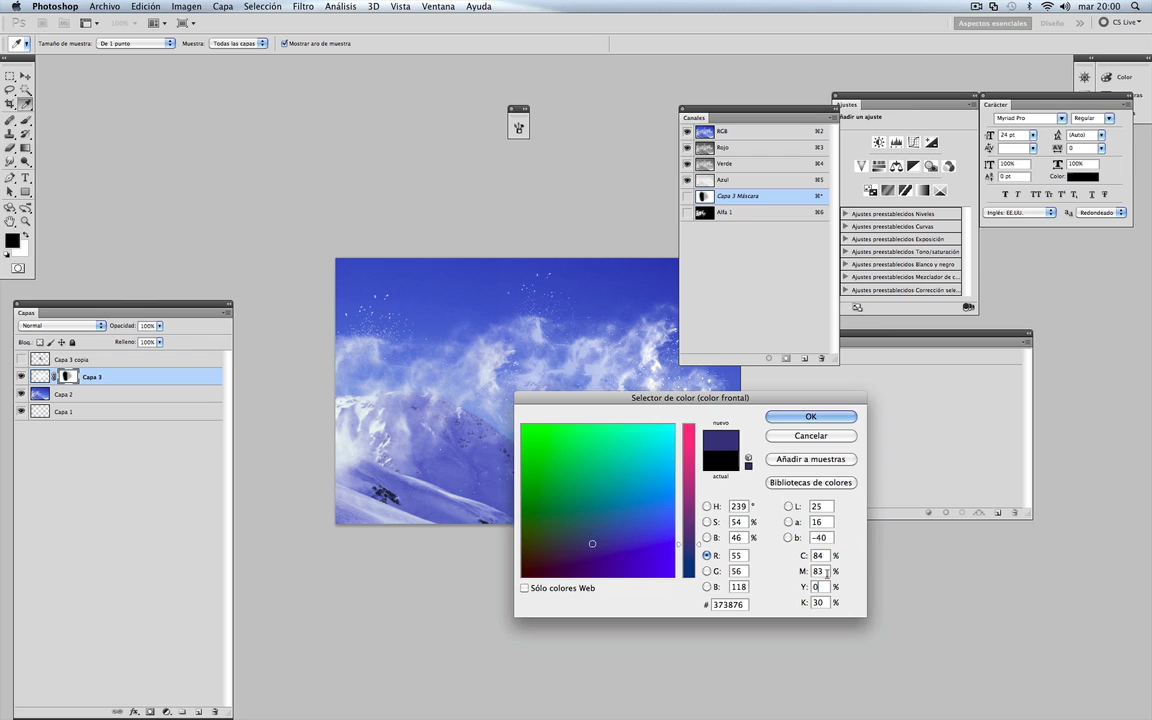 Photoshop Archivo Edición Imagen Capa Selección Filtro Análisis 3D Vista Ventana Ayuda mar 20:00
Ps 100% Aspectos esenciales Diseño >> CS Live
Tamaño de muestra: De 1 punto Muestra: Todas las capas Mostrar aro de muestra
Color
Canales
RGB ⌘2
Rojo ⌘3
Verde ⌘4
Azul ⌘5
Capa 3 Máscara
Alfa 1 ⌘6
Ajustes
Añadir un ajuste
Ajustes preestablecidos Niveles
Ajustes preestablecidos Curvas
Ajustes preestablecidos Exposición
Ajustes preestablecidos Tono/saturación
Ajustes preestablecidos Blanco y negro
Ajustes preestablecidos Mezclador de c...
Ajustes preestablecidos Corrección sele...
Carácter
Myriad Pro Regular
24 pt (Auto)
0
100% 100%
0 pt Color:
T T TT Tr T T, T T
Inglés: EE.UU. aa Redondeado
Capas
Normal Opacidad: 100%
Bloq.: Relleno: 100%
Capa 3 copia
Capa 3
Capa 2
Capa 1
fx
Selector de color (color frontal)
nuevo
actual
OK
Cancelar
Añadir a muestras
Bibliotecas de colores
H: 239 ° L: 25
S: 54 % a: 16
B: 46 % b: -40
R: 55 C: 84 %
G: 56 M: 83 %
B: 118 Y: 0 %
# 373876 K: 30 %
Sólo colores Web